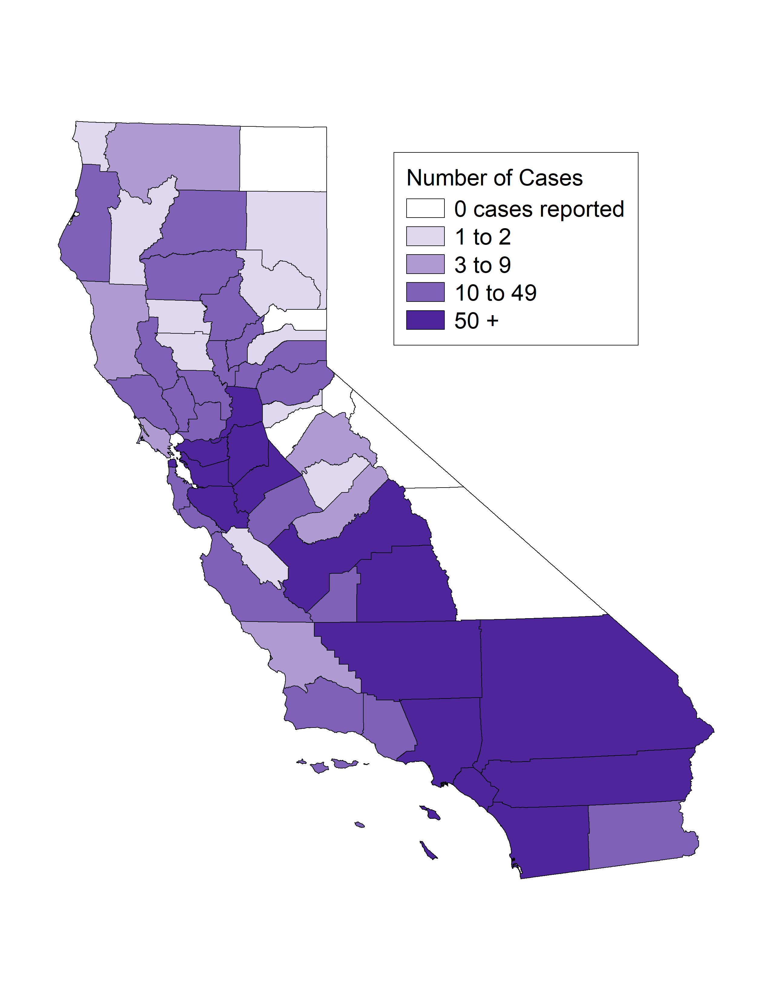 Number of Cases
0 cases reported
1 to 2
3 to 9
10 to 49
50 +